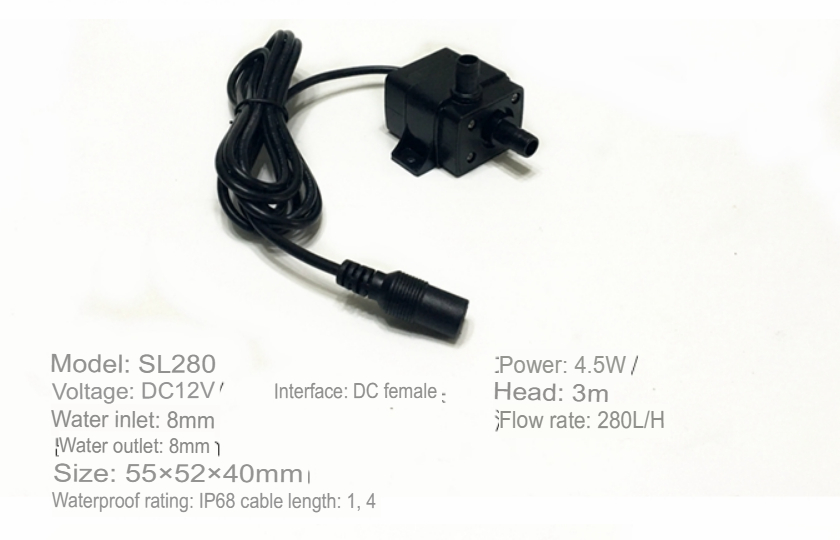 Model: SL280
Voltage: DC12V
Interface: DC female
Water inlet: 8mm
Water outlet: 8mm
Size: 55×52×40mm
Waterproof rating: IP68 cable length: 1, 4
Power: 4.5W
Head: 3m
Flow rate: 280L/H